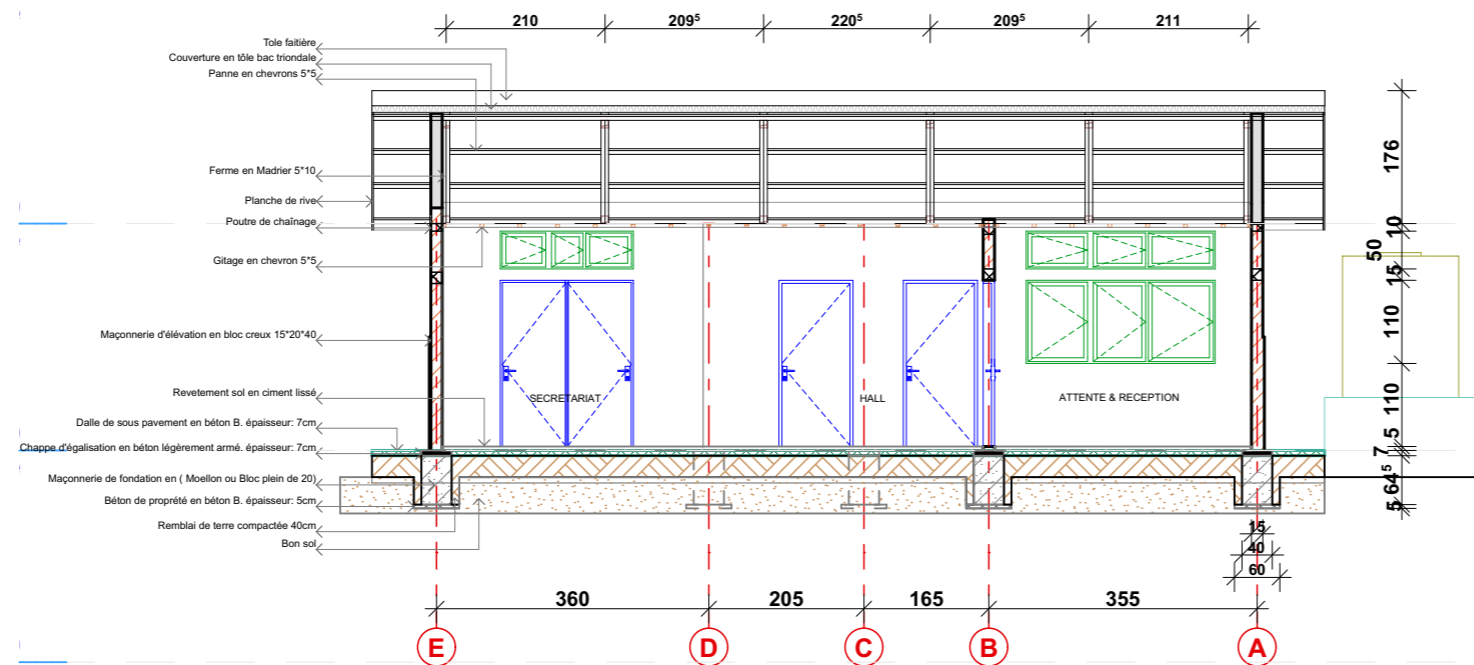 210 209⁵ 220⁵ 209⁵ 211
Tole faitière
Couverture en tôle bac triondale
Panne en chevrons 5*5
Ferme en Madrier 5*10
Planche de rive
Poutre de chaînage
Gitage en chevron 5*5
Maçonnerie d'élévation en bloc creux 15*20*40
Revetement sol en ciment lissé
Dalle de sous pavement en béton B. épaisseur: 7cm
Chappe d'égalisation en béton légèrement armé. épaisseur: 7cm
Maçonnerie de fondation en ( Moellon ou Bloc plein de 20)
Béton de propreté en béton B. épaisseur: 5cm
Remblai de terre compactée 40cm
Bon sol
SECRETARIAT
HALL
ATTENTE & RECEPTION
176
10
50
15
110
110
5
7
64⁵
5
15
40
60
360 205 165 355
E D C B A